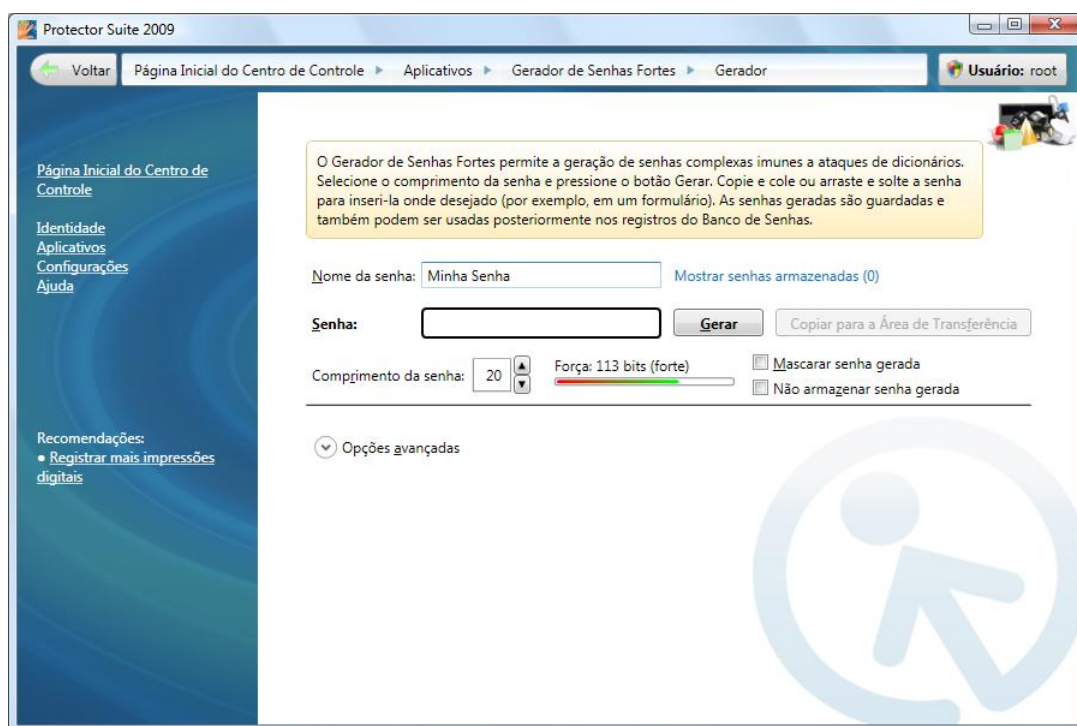 Protector Suite 2009
Voltar
Página Inicial do Centro de Controle
Aplicativos
Gerador de Senhas Fortes
Gerador
Usuário: root
Página Inicial do Centro de
Controle
Identidade
Aplicativos
Configurações
Ajuda
Recomendações:
• Registrar mais impressões
digitais
O Gerador de Senhas Fortes permite a geração de senhas complexas imunes a ataques de dicionários.
Selecione o comprimento da senha e pressione o botão Gerar. Copie e cole ou arraste e solte a senha
para inseri-la onde desejado (por exemplo, em um formulário). As senhas geradas são guardadas e
também podem ser usadas posteriormente nos registros do Banco de Senhas.
Nome da senha: Minha Senha Mostrar senhas armazenadas (0)
Senha: Gerar Copiar para a Área de Transferência
Comprimento da senha: 20 Força: 113 bits (forte) Mascarar senha gerada
Não armazenar senha gerada
Opções avançadas